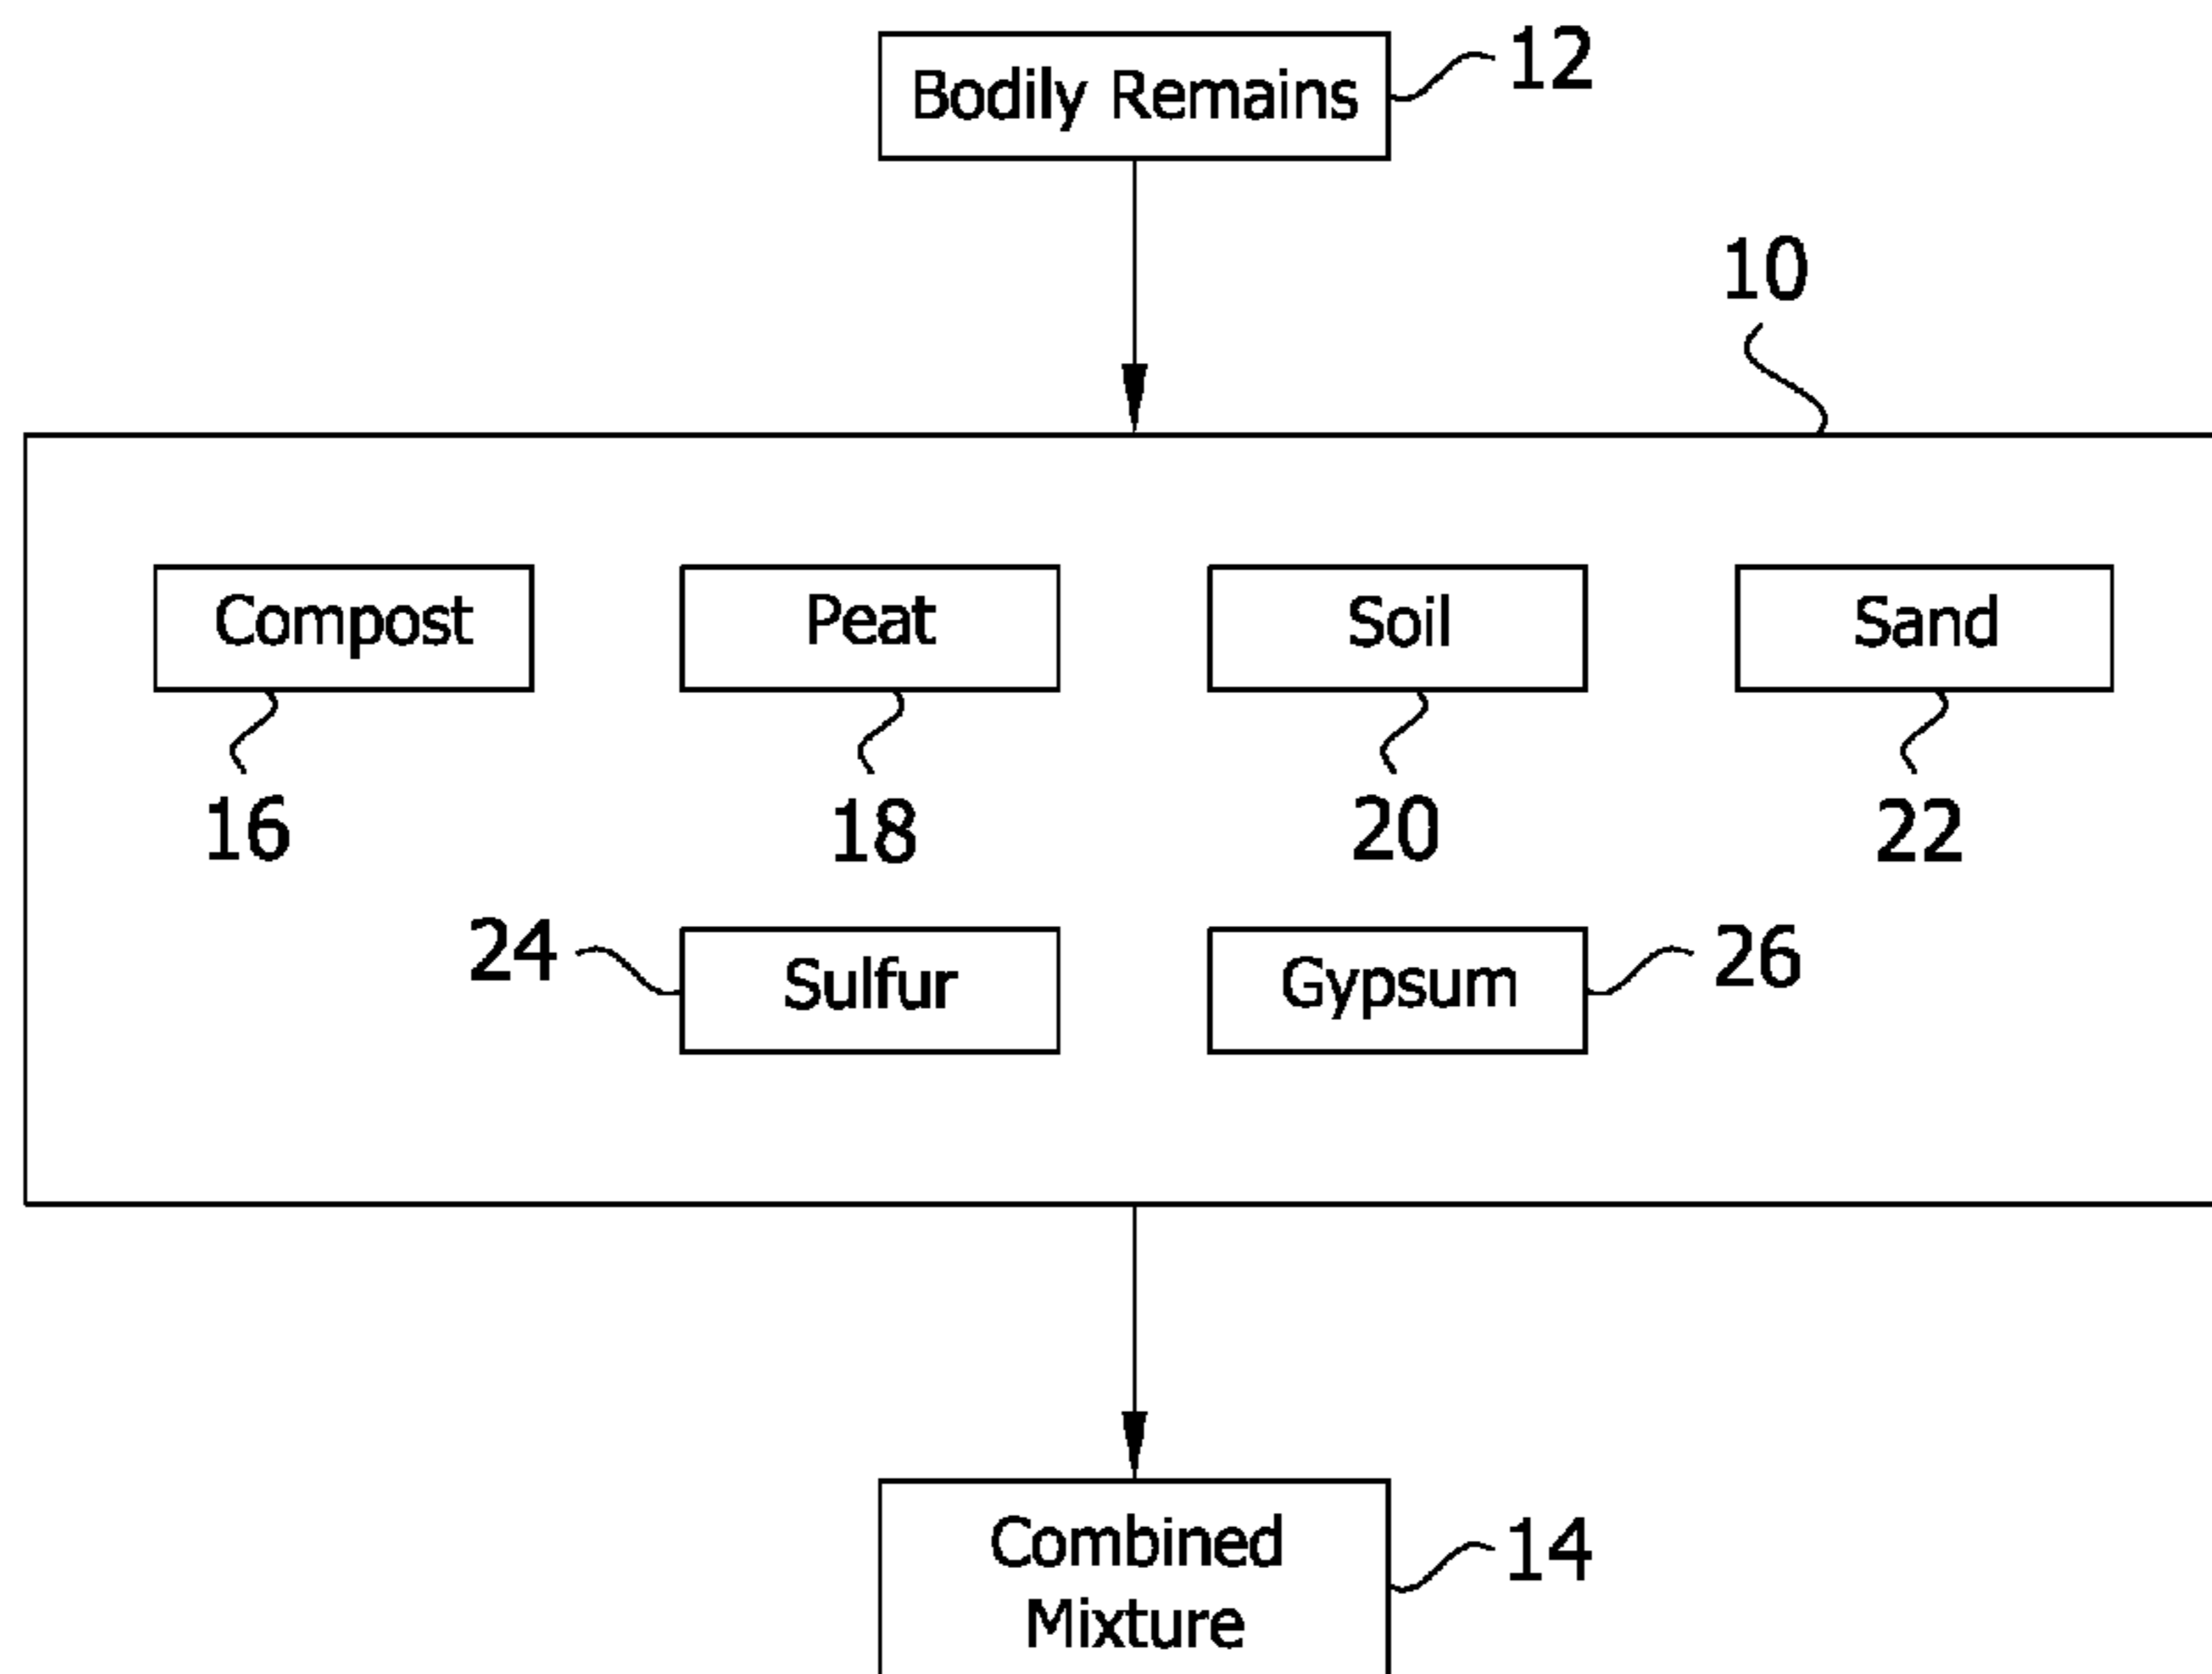 Bodily Remains 12
10
Compost Peat Soil Sand
16 18 20 22
24 Sulfur Gypsum 26
Combined 14
Mixture